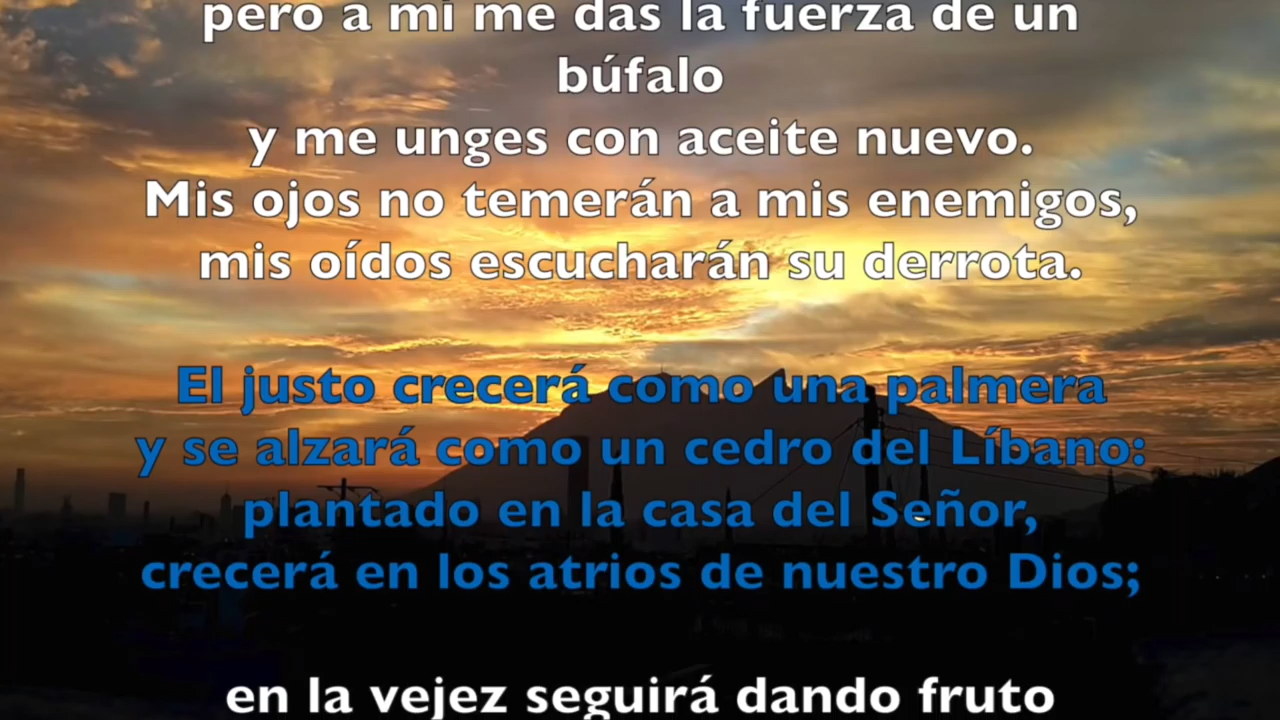 pero a mí me das la fuerza de un
búfalo
y me unges con aceite nuevo.
Mis ojos no temerán a mis enemigos,
mis oídos escucharán su derrota.
El justo crecerá como una palmera
y se alzará como un cedro del Líbano:
plantado en la casa del Señor,
crecerá en los atrios de nuestro Dios;
en la vejez seguirá dando fruto